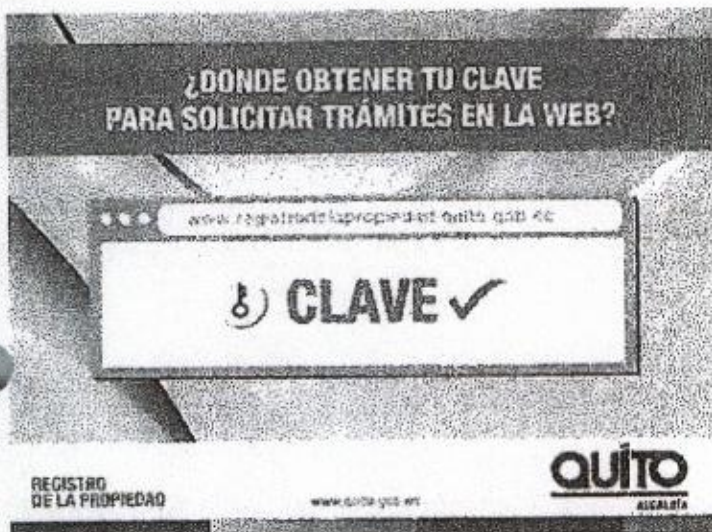 ¿DONDE OBTENER TU CLAVE
PARA SOLICITAR TRÁMITES EN LA WEB?
www.registrodelapropiedad.quito.gob.ec
CLAVE
REGISTRO
DE LA PROPIEDAD
www.quito.gob.ec
QUITO
ALCALDÍA